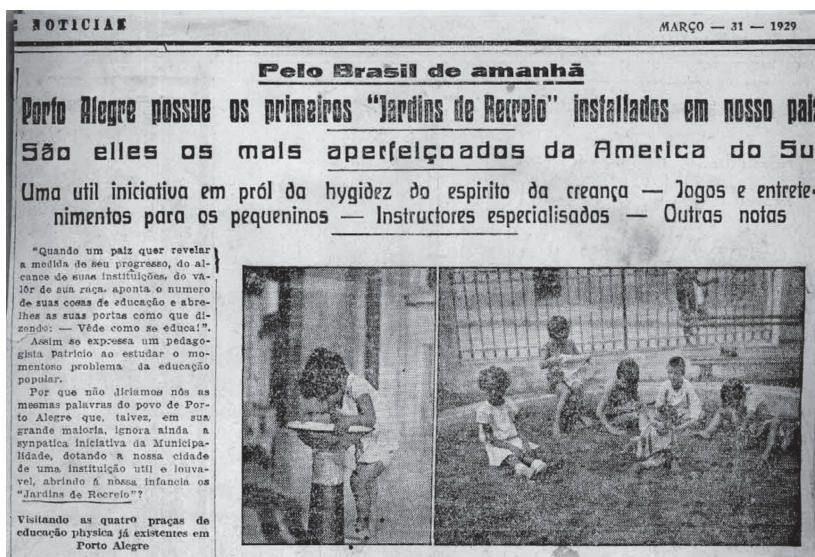 NOTICIAS
MARÇO — 31 — 1929
Pelo Brasil de amanhã
Porto Alegre possue os primeiros "Jardins de Recreio" installados em nosso paiz
São elles os mais aperfeiçoados da America do Su
Uma util iniciativa em pról da hygidez do espirito da creança — Jogos e entrete-
nimentos para os pequeninos — Instructores especialisados — Outras notas
"Quando um paiz quer revelar
a medida de seu progresso, do al-
cance de suas instituições, do va-
lôr de sua raça, aponta o numero
de suas casas de educação e abre-
lhes as suas portas como que di-
zendo: — Vêde como se educa!".
Assim se expressa um pedago-
gista patricio ao estudar o mo-
mentoso problema da educação
popular.
Por que não diriamos nós as
mesmas palavras do povo de Por-
to Alegre que, talvez, em sua
grande maioria, ignora ainda a
synpatica iniciativa da Municipa-
lidade, dotando a nossa cidade
de uma instituição util e louva-
vel, abrindo á nossa infancia os
"Jardins de Recreio"?
Visitando as quatro praças de
educação physica já existentes em
Porto Alegre